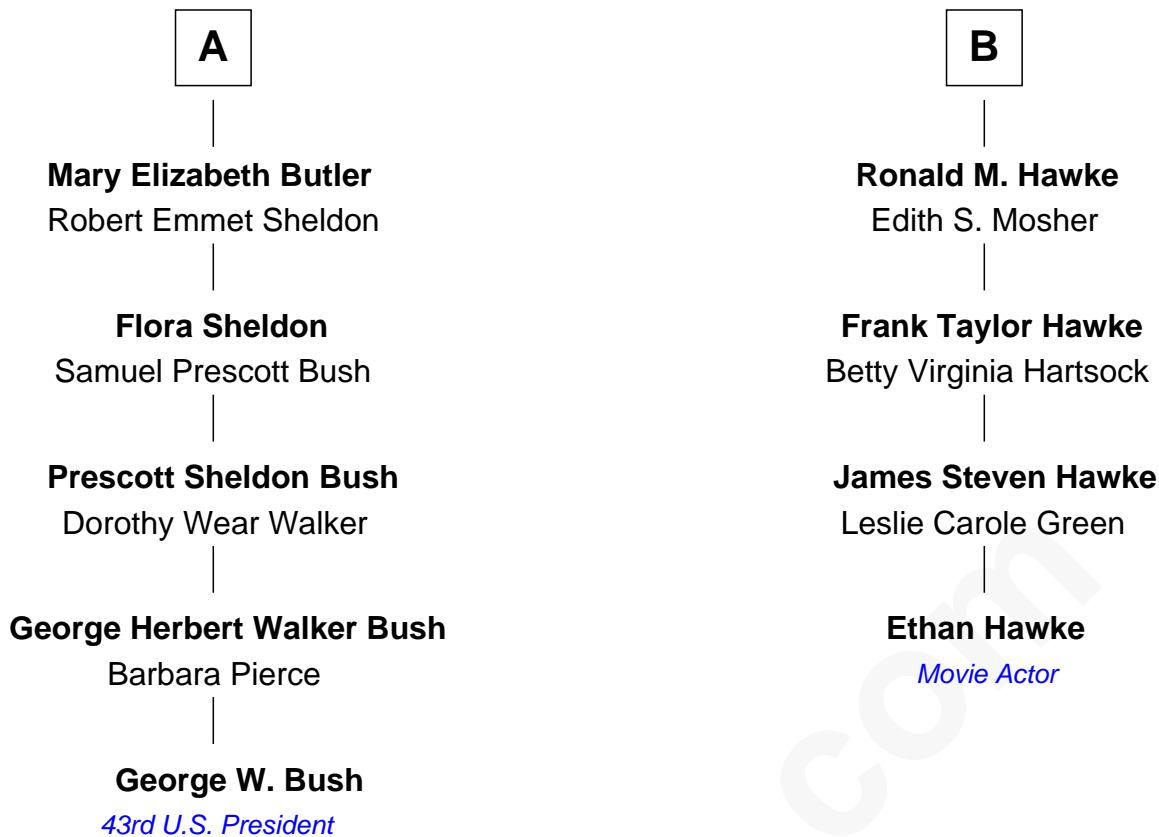 A
Mary Elizabeth Butler
Robert Emmet Sheldon
Flora Sheldon
Samuel Prescott Bush
Prescott Sheldon Bush
Dorothy Wear Walker
George Herbert Walker Bush
Barbara Pierce
George W. Bush
43rd U.S. President
B
Ronald M. Hawke
Edith S. Mosher
Frank Taylor Hawke
Betty Virginia Hartsock
James Steven Hawke
Leslie Carole Green
Ethan Hawke
Movie Actor
com